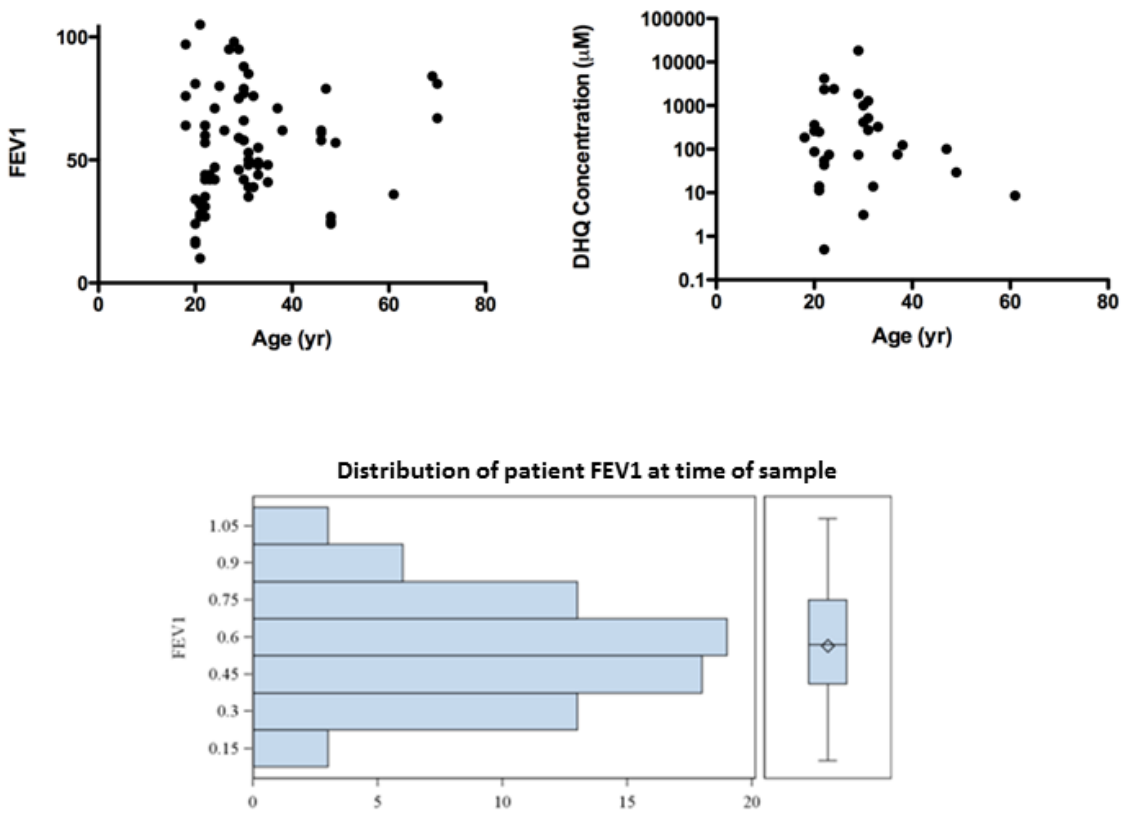 100
50
0
FEV1
0 20 40 60 80
Age (yr)
100000
10000
1000
100
10
1
0.1
DHQ Concentration (μM)
0 20 40 60 80
Age (yr)
Distribution of patient FEV1 at time of sample
1.05
0.9
0.75
0.6
0.45
0.3
0.15
FEV1
0 5 10 15 20